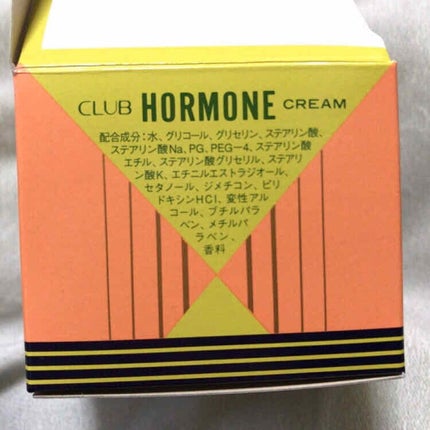 CLUB HORMONE CREAM
配合成分:水、グリコール、グリセリン、ステアリン酸、
ステアリン酸Na、PG、PEGー4、ステアリン酸
エチル、ステアリン酸グリセリル、ステアリ
ン酸K、エチニルエストラジオール、
セタノール、ジメチコン、ピリ
ドキシンHCI、変性アル
コール、ブチルパラ
ベン、メチルパ
ラベン、
香料